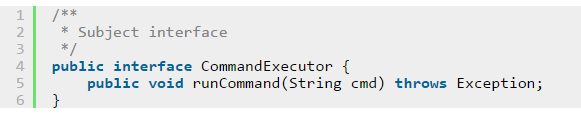 1 /**
2  * Subject interface
3  */
4 public interface CommandExecutor {
5     public void runCommand(String cmd) throws Exception;
6 }